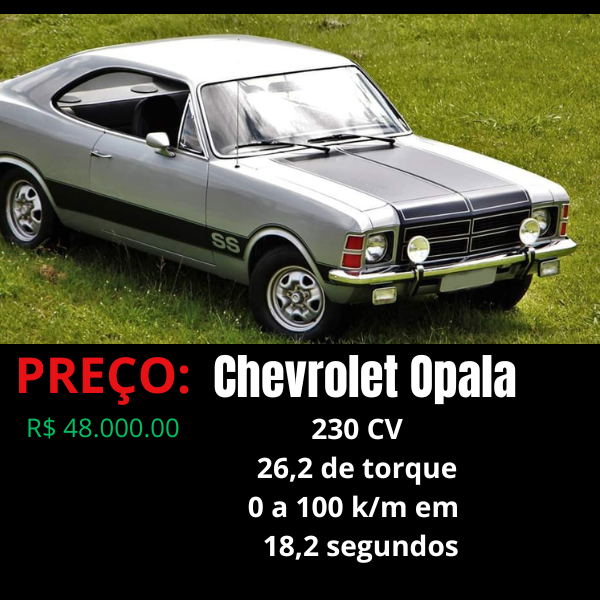 SS
PREÇO: Chevrolet Opala
R$ 48.000.00
230 CV
26,2 de torque
0 a 100 k/m em
18,2 segundos